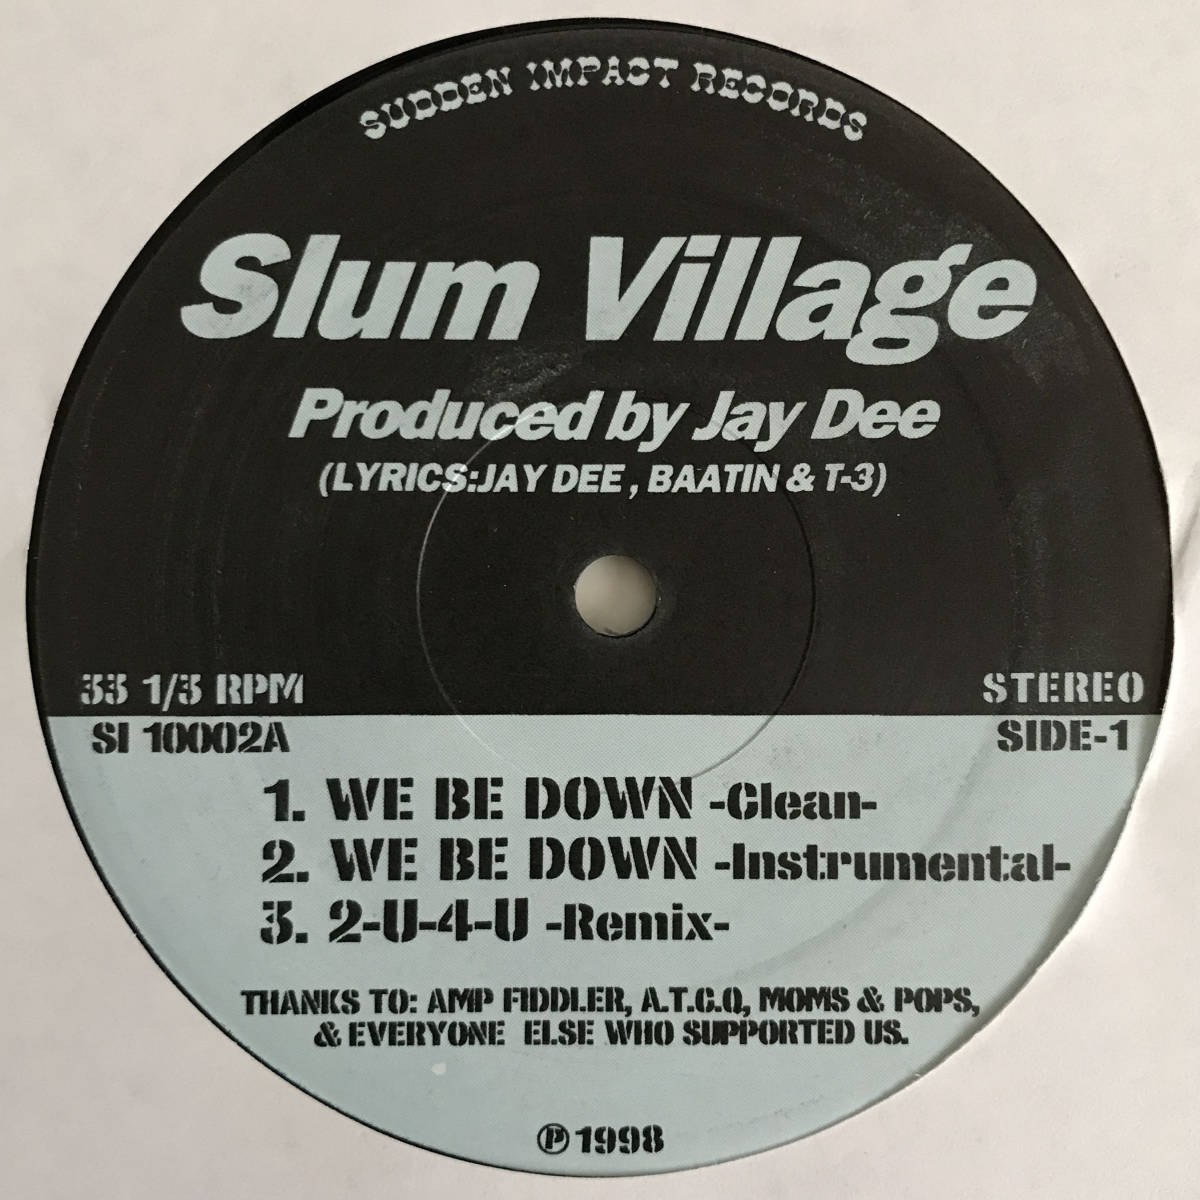 SUDDEN IMPACT RECORDS
Slum Village
Produced by Jay Dee
(LYRICS:JAY DEE, BAATIN & T-3)
33 1/3 RPM STEREO
SI 10002A SIDE-1
1. WE BE DOWN -Clean-
2. WE BE DOWN -Instrumental-
3. 2-U-4-U -Remix-
THANKS TO: AMP FIDDLER, A.T.C.Q, MOMS & POPS,
& EVERYONE ELSE WHO SUPPORTED US.
℗ 1998